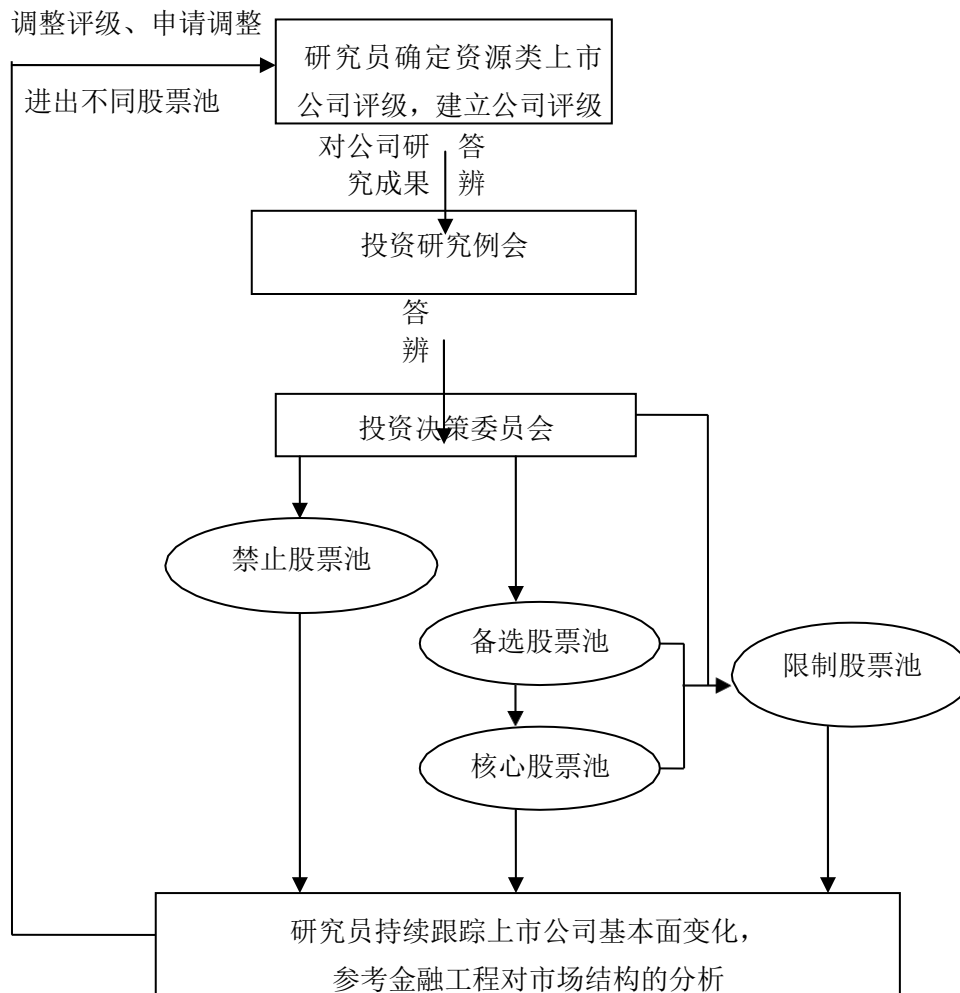 调整评级、申请调整
进出不同股票池
研究员确定资源类上市
公司评级，建立公司评级
对公司研
究成果
答
辨
投资研究例会
答
辨
投资决策委员会
禁止股票池
备选股票池
限制股票池
核心股票池
研究员持续跟踪上市公司基本面变化，
参考金融工程对市场结构的分析